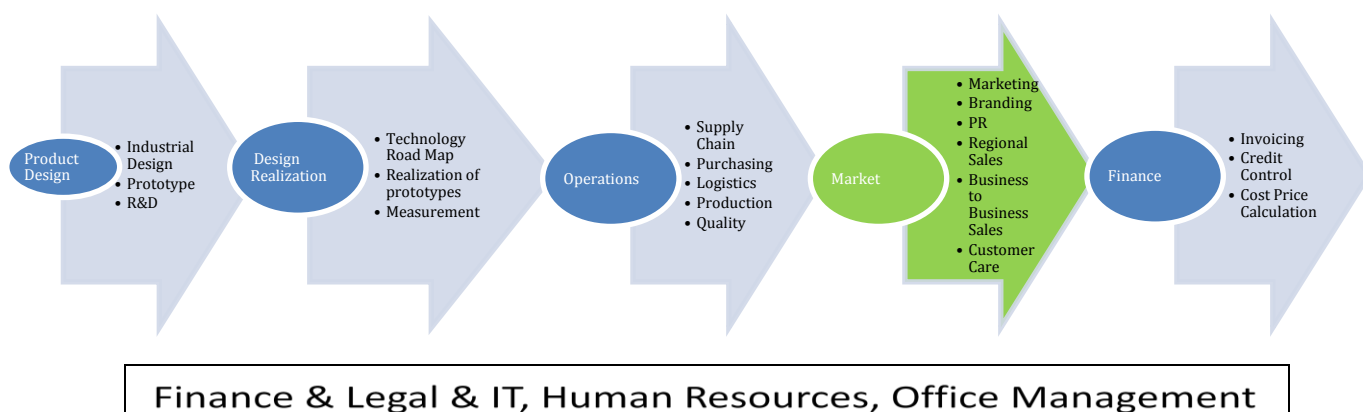 Product
Design
• Industrial
Design
• Prototype
• R&D
Design
Realization
• Technology
Road Map
• Realization of
prototypes
• Measurement
Operations
• Supply
Chain
• Purchasing
• Logistics
• Production
• Quality
Market
• Marketing
• Branding
• PR
• Regional
Sales
• Business
to
Business
Sales
• Customer
Care
Finance
• Invoicing
• Credit
Control
• Cost Price
Calculation
Finance & Legal & IT, Human Resources, Office Management